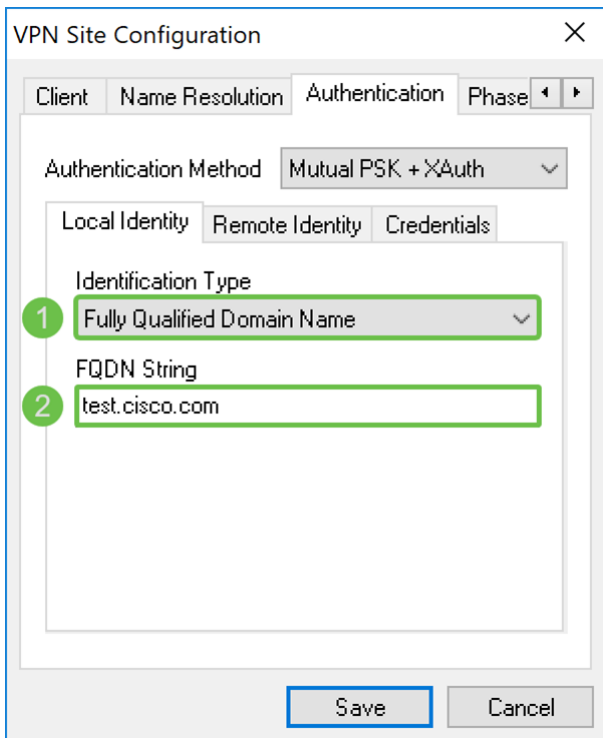 VPN Site Configuration
Client Name Resolution Authentication Phase
Authentication Method Mutual PSK + XAuth
Local Identity Remote Identity Credentials
Identification Type
1 Fully Qualified Domain Name
FQDN String
2 test.cisco.com
Save Cancel